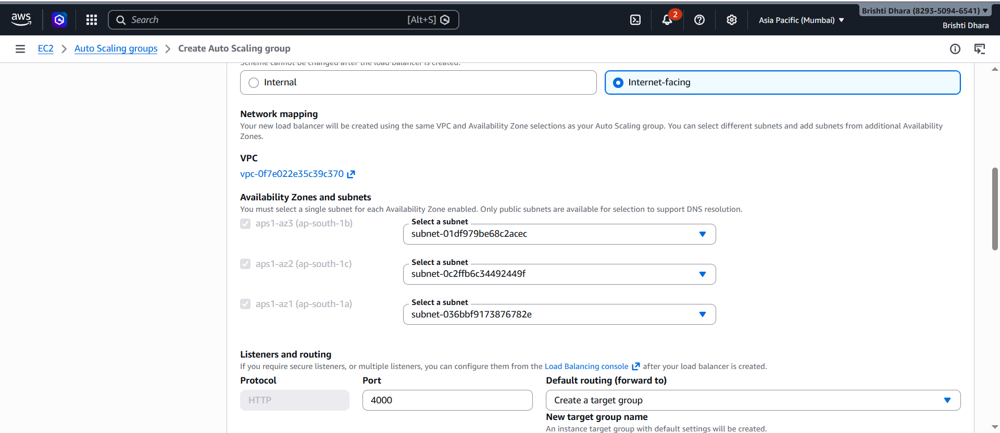 aws
Search
[Alt+S]
2
Asia Pacific (Mumbai)
Brishti Dhara (8293-5094-6541)
Brishti Dhara
EC2
Auto Scaling groups
Create Auto Scaling group
Scheme cannot be changed after the load balancer is created.
Internal
Internet-facing
Network mapping
Your new load balancer will be created using the same VPC and Availability Zone selections as your Auto Scaling group. You can select different subnets and add subnets from additional Availability
Zones.
VPC
vpc-0f7e022e35c39c370
Availability Zones and subnets
You must select a single subnet for each Availability Zone enabled. Only public subnets are available for selection to support DNS resolution.
aps1-az3 (ap-south-1b)
Select a subnet
subnet-01df979be68c2acec
aps1-az2 (ap-south-1c)
Select a subnet
subnet-0c2ffb6c34492449f
aps1-az1 (ap-south-1a)
Select a subnet
subnet-036bbf9173876782e
Listeners and routing
If you require secure listeners, or multiple listeners, you can configure them from the Load Balancing console after your load balancer is created.
Protocol
Port
Default routing (forward to)
HTTP
4000
Create a target group
New target group name
An instance target group with default settings will be created.